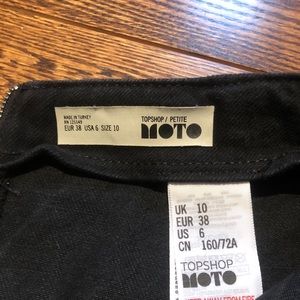 MADE IN TURKEY
EUR 38 USA 6 SIZE 10
TOPSHOP / PETITE
MOTO
UK 10
EUR 38
US 6
CN 160/72A
TOPSHOP
MOTO